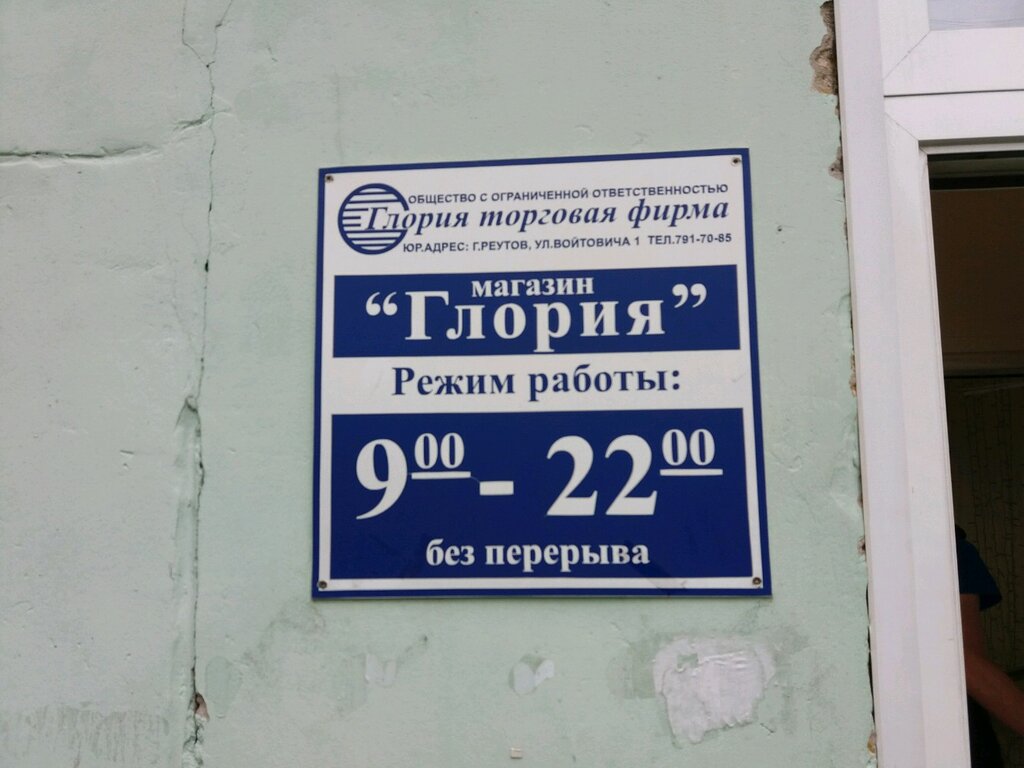 ОБЩЕСТВО С ОГРАНИЧЕННОЙ ОТВЕТСТВЕННОСТЬЮ
Глория торговая фирма
ЮР.АДРЕС: Г.РЕУТОВ, УЛ.ВОЙТОВИЧА 1 ТЕЛ.791-70-85
магазин
“Глория”
Режим работы:
900 - 2200
без перерыва